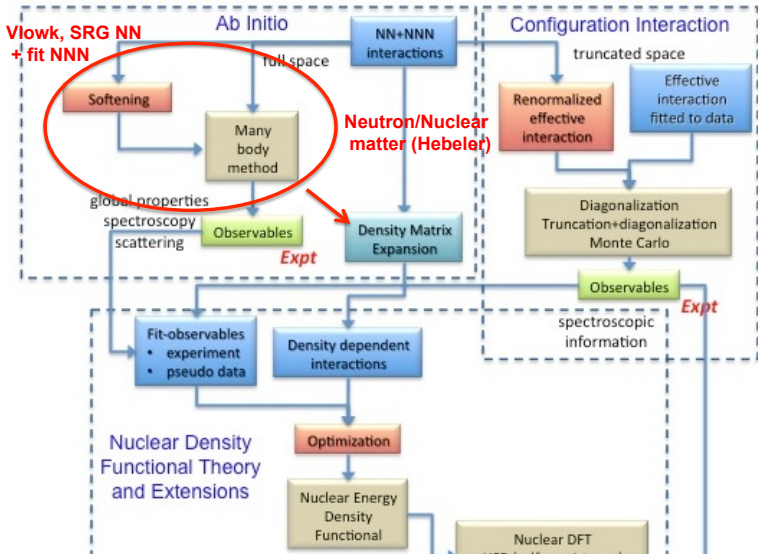 Vlowk, SRG NN
+ fit NNN
Ab Initio
NN+NNN
interactions
full space
Softening
Many
body
method
Neutron/Nuclear
matter (Hebeler)
global properties
spectroscopy
scattering
Observables
Expt
Density Matrix
Expansion
Configuration Interaction
truncated space
Renormalized
effective
interaction
Effective
interaction
fitted to data
Diagonalization
Truncation+diagonalization
Monte Carlo
Observables
Expt
spectroscopic
information
Fit-observables
• experiment
• pseudo data
Density dependent
interactions
Nuclear Density
Functional Theory
and Extensions
Optimization
Nuclear Energy
Density
Functional
Nuclear DFT